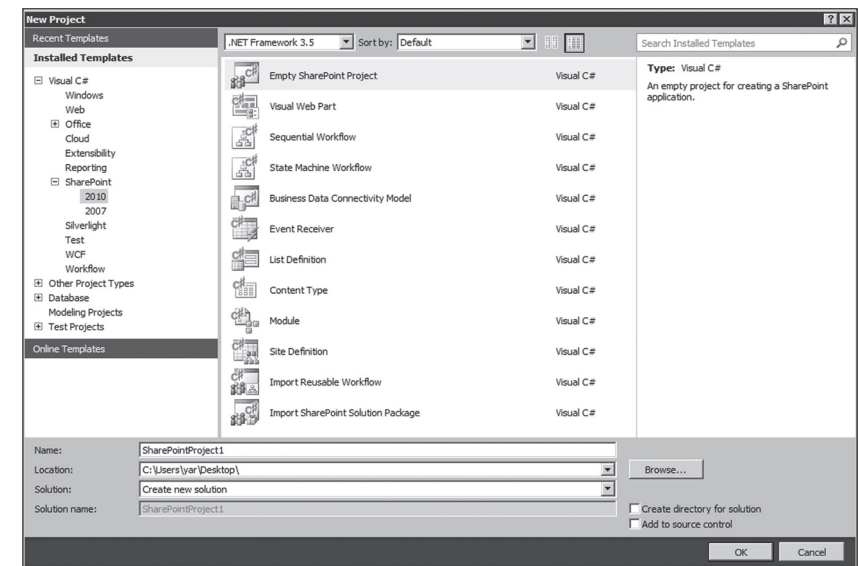 New Project
Recent Templates
Installed Templates
Visual C#
Windows
Web
Office
Cloud
Extensibility
Reporting
SharePoint
2010
2007
Silverlight
Test
WCF
Workflow
Other Project Types
Database
Modeling Projects
Test Projects
Online Templates
.NET Framework 3.5
Sort by: Default
Empty SharePoint Project Visual C#
Visual Web Part Visual C#
Sequential Workflow Visual C#
State Machine Workflow Visual C#
Business Data Connectivity Model Visual C#
Event Receiver Visual C#
List Definition Visual C#
Content Type Visual C#
Module Visual C#
Site Definition Visual C#
Import Reusable Workflow Visual C#
Import SharePoint Solution Package Visual C#
Search Installed Templates
Type: Visual C#
An empty project for creating a SharePoint
application.
Name: SharePointProject1
Location: C:\Users\yar\Desktop\
Browse...
Solution: Create new solution
Solution name: SharePointProject1
Create directory for solution
Add to source control
OK Cancel